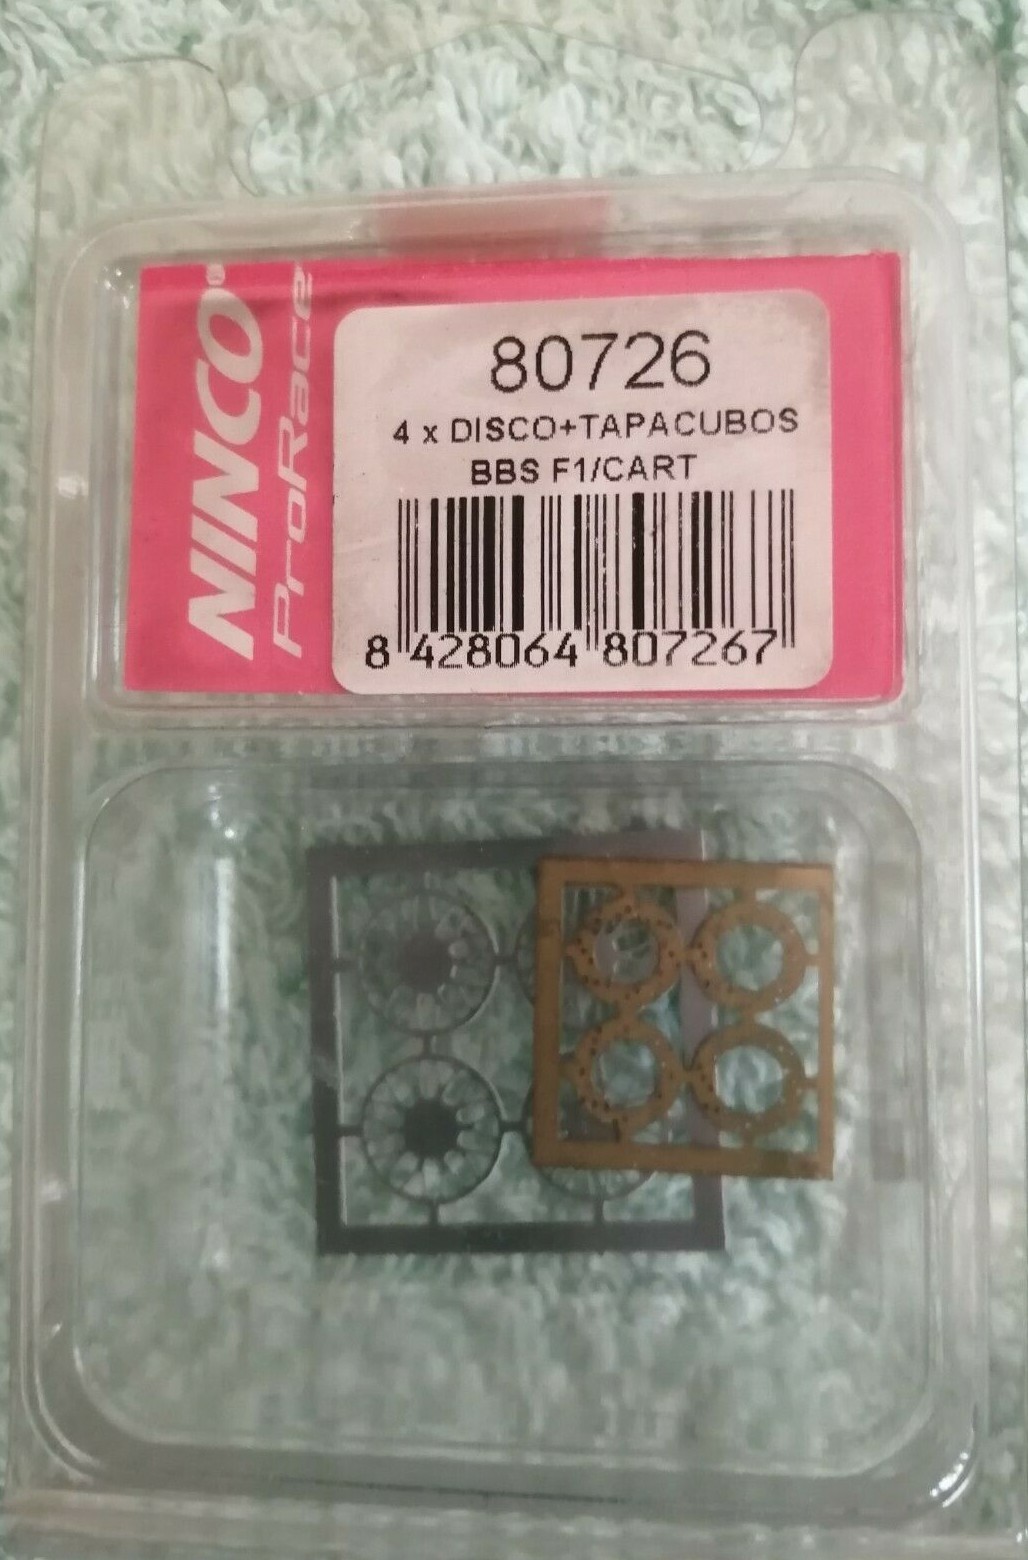 NINCO®
ProRace
80726
4 x DISCO+TAPACUBOS
BBS F1/CART
8 428064 807267